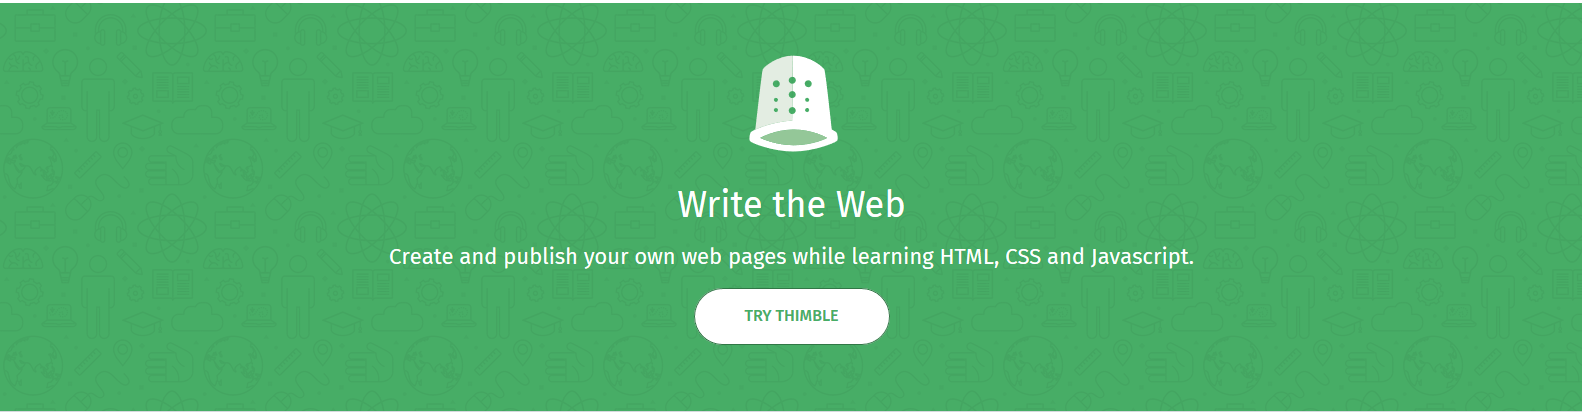 Write the Web
Create and publish your own web pages while learning HTML, CSS and Javascript.
TRY THIMBLE